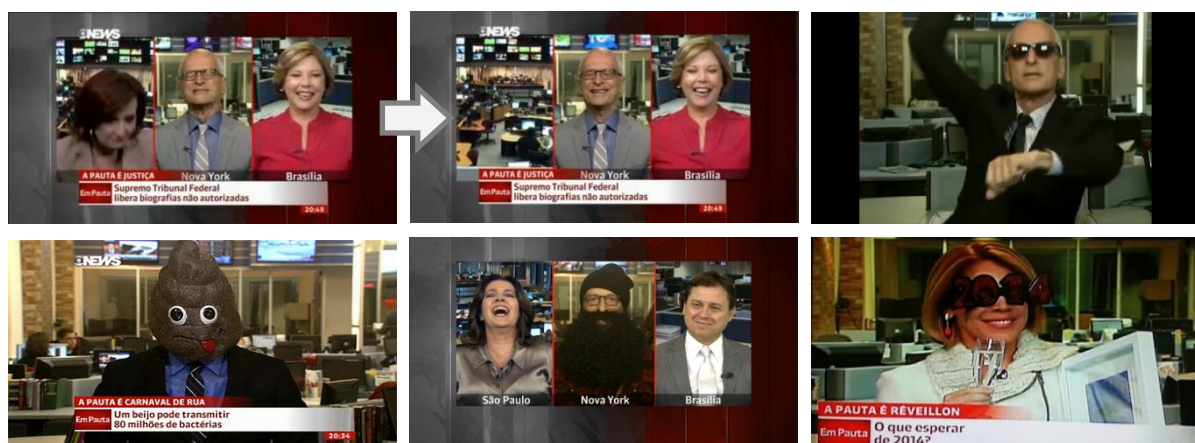 NEWS
A PAUTA É JUSTIÇA
Nova York
Brasília
Em Pauta
Supremo Tribunal Federal
libera biografias não autorizadas
20:49
NEWS
A PAUTA É JUSTIÇA
Nova York
Brasília
Em Pauta
Supremo Tribunal Federal
libera biografias não autorizadas
20:49
NEWS
A PAUTA É CARNAVAL DE RUA
Em Pauta
Um beijo pode transmitir
80 milhões de bactérias
20:34
São Paulo
Nova York
Brasília
2014
A PAUTA É RÉVEILLON
Em Pauta
O que esperar
de 2014?